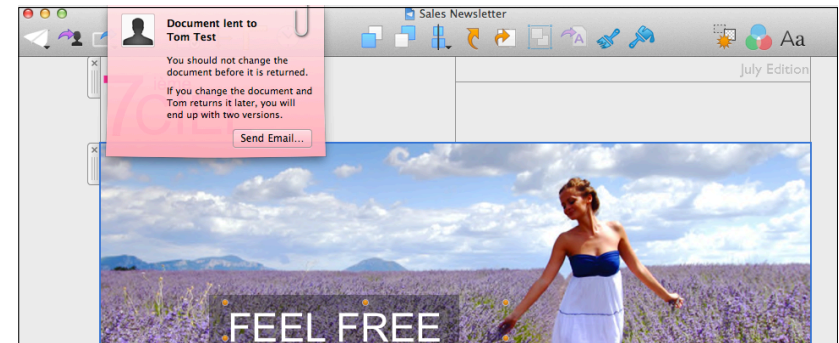 Sales Newsletter
Document lent to
Tom Test
You should not change the
document before it is returned.
If you change the document and
Tom returns it later, you will
end up with two versions.
Send Email...
Aa
July Edition
FEEL FREE